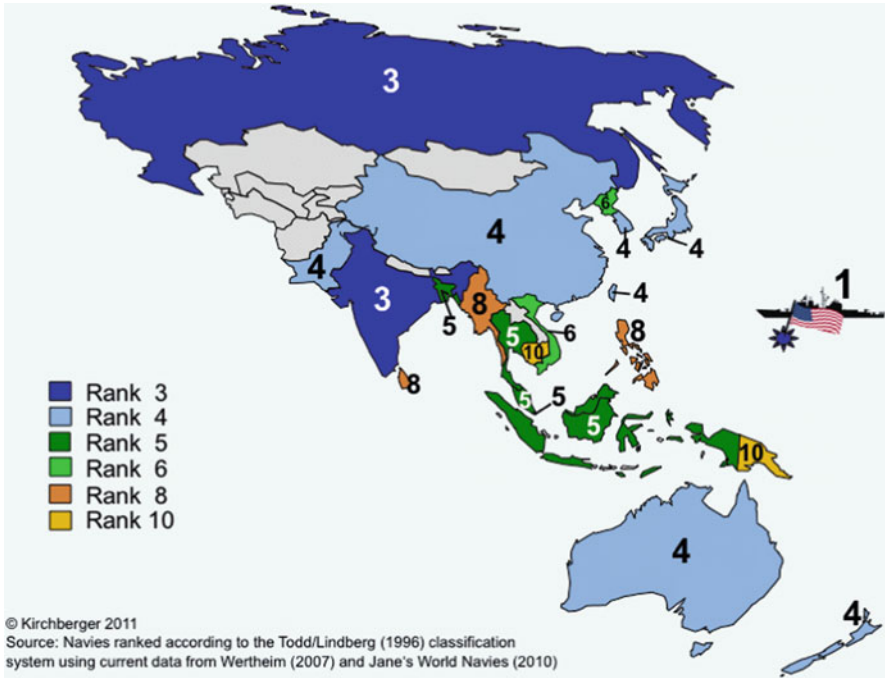 3
6
4
4
4
4
3
4
1
8
5
5
6
8
10
8
5
5
5
10
Rank 3
Rank 4
Rank 5
Rank 6
Rank 8
Rank 10
4
4
© Kirchberger 2011
Source: Navies ranked according to the Todd/Lindberg (1996) classification
system using current data from Wertheim (2007) and Jane's World Navies (2010)